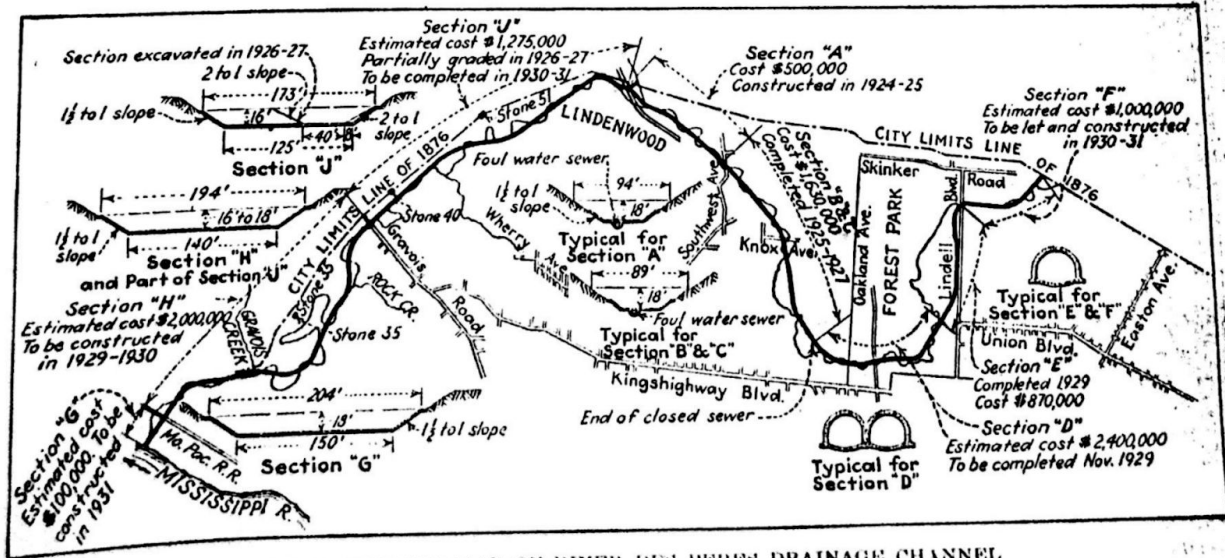 Section "J"
Estimated cost $1,275,000
Partially graded in 1926-27
To be completed in 1930-31
Section excavated in 1926-27
2 to 1 slope
173'
1½ to 1 slope
16'
40'
8'
2 to 1 slope
125'
Section "J"
194'
16 to 18'
1½ to 1 slope
140'
Section "H"
and Part of Section "J"
Section "H"
Estimated cost $2,000,000
To be constructed
in 1929-1930
GRAVOIS
CREEK
Section "G"
Estimated cost
$100,000. To be
constructed
in 1931
Mo. Pac. R.R.
MISSISSIPPI R.
204'
18'
150'
1½ to 1 slope
Section "G"
CITY LIMITS LINE OF 1876
Stone 5
LINDENWOOD
Foul water sewer
Stone 40
Gravois
Road
Stone 35
Stone 35
ROCK CR.
Wherry
Ave.
1½ to 1
slope
94'
18'
Typical for
Section "A"
89'
18'
Foul water sewer
Typical for
Section "B" & "C"
Section "A"
Cost $500,000
Constructed in 1924-25
Section "B" & "C"
Cost $1,630,000
Completed 1925-1927
Southwest Ave.
Knox Ave.
Kingshighway Blvd.
End of closed sewer
CITY LIMITS LINE OF 1876
Skinker Road
Oakland Ave.
FOREST PARK
Lindell Blvd.
Section "F"
Estimated cost $1,000,000
To be let and constructed
in 1930-31
Typical for
Section "E" & "F"
Easton Ave.
Union Blvd.
Section "E"
Completed 1929
Cost $870,000
Section "D"
Estimated cost $2,400,000
To be completed Nov. 1929
Typical for
Section "D"
DRAINAGE CHANNEL